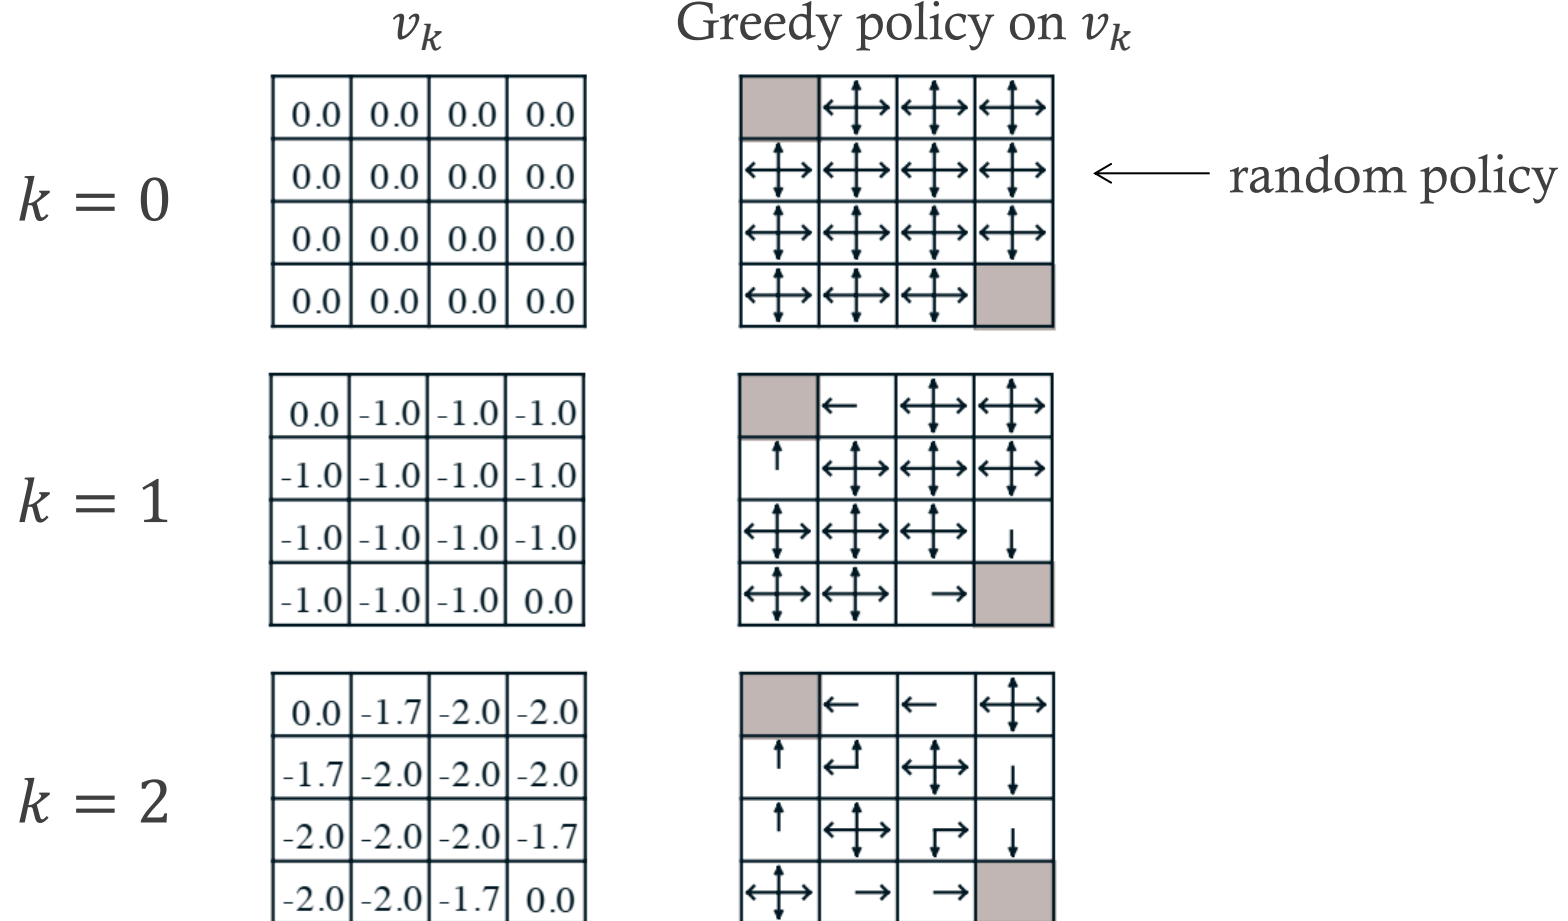 v_k Greedy policy on v_k
0.0 0.0 0.0 0.0
0.0 0.0 0.0 0.0
k = 0
random policy
0.0 0.0 0.0 0.0
0.0 0.0 0.0 0.0
0.0 -1.0 -1.0 -1.0
-1.0 -1.0 -1.0 -1.0
k = 1
-1.0 -1.0 -1.0 -1.0
-1.0 -1.0 -1.0 0.0
0.0 -1.7 -2.0 -2.0
-1.7 -2.0 -2.0 -2.0
k = 2
-2.0 -2.0 -2.0 -1.7
-2.0 -2.0 -1.7 0.0